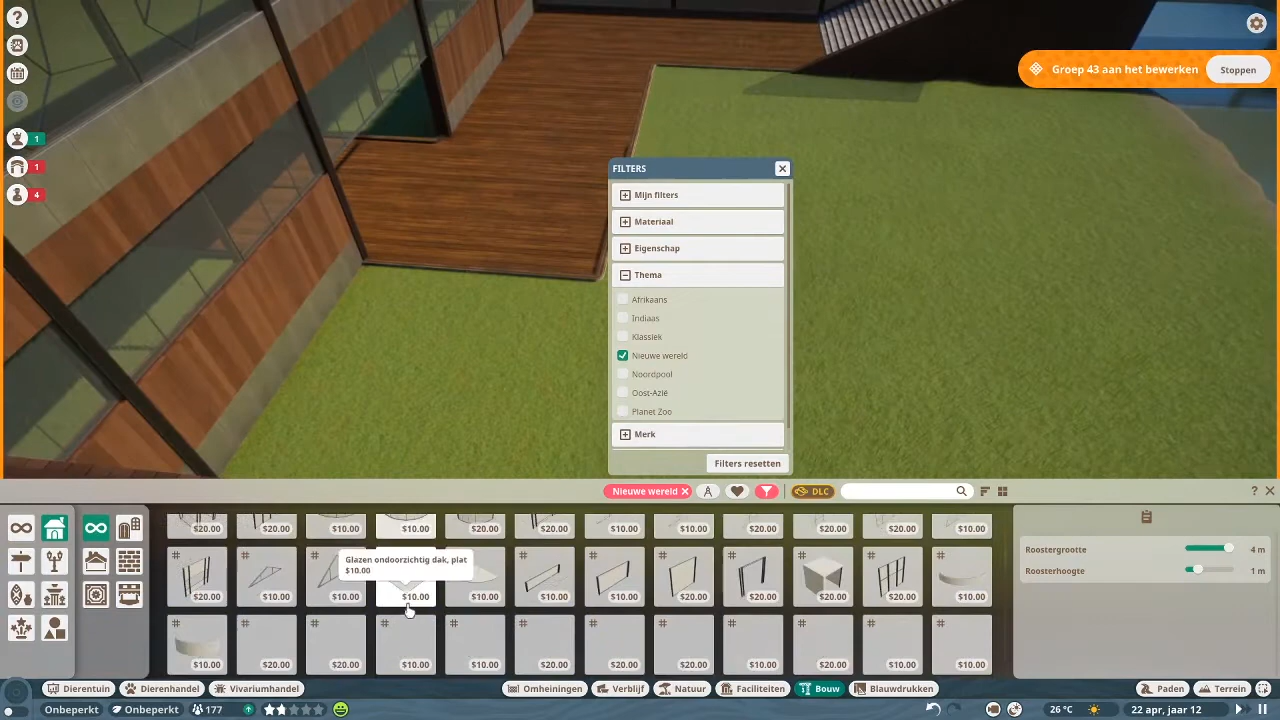 ?
Groep 43 aan het bewerken
Stoppen
1
1
4
FILTERS
Mijn filters
Materiaal
Eigenschap
Thema
Afrikaans
Indiaas
Klassiek
Nieuwe wereld
Noordpool
Oost-Azië
Planet Zoo
Merk
Filters resetten
Nieuwe wereld
DLC
?
$20.00 $20.00 $10.00 $10.00 $20.00 $20.00 $10.00 $10.00 $10.00 $20.00 $20.00 $10.00
Glazen ondoorzichtig dak, plat
$10.00
$20.00 $10.00 $10.00 $10.00 $10.00 $10.00 $10.00 $20.00 $20.00 $10.00 $20.00 $10.00
$10.00 $20.00 $20.00 $10.00 $20.00 $20.00 $20.00 $20.00 $10.00 $20.00 $10.00 $10.00
Roostergrootte 4 m
Roosterhoogte 1 m
Dierentuin Dierenhandel Vivariumhandel Omheiningen Verblijf Natuur Faciliteiten Bouw Blauwdrukken Paden Terrein
Onbeperkt Onbeperkt 177 26 °C 22 apr, jaar 12